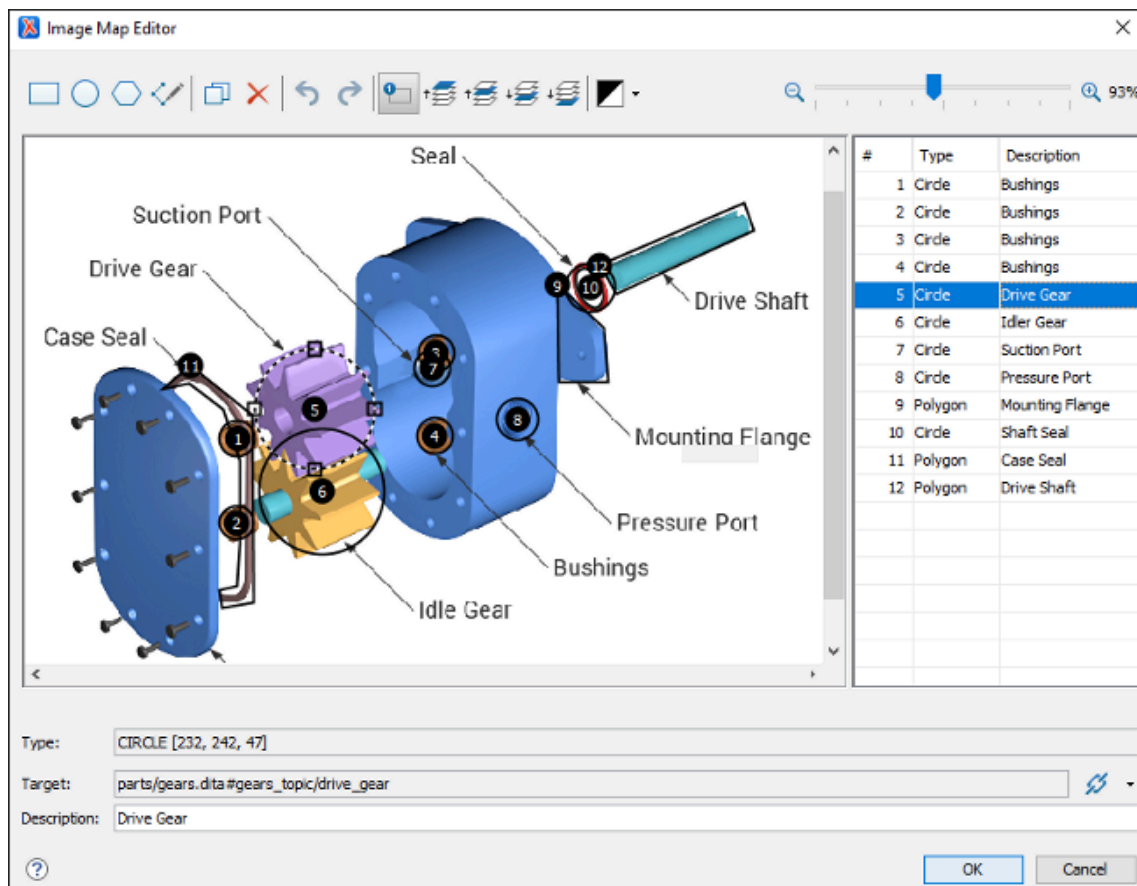 Image Map Editor
93%
Seal
Suction Port
Drive Gear
Case Seal
Drive Shaft
Mounting Flange
Pressure Port
Bushings
Idle Gear
1
2
3
4
5
6
7
8
9
10
11
12
# Type Description
1 Circle Bushings
2 Circle Bushings
3 Circle Bushings
4 Circle Bushings
5 Circle Drive Gear
6 Circle Idler Gear
7 Circle Suction Port
8 Circle Pressure Port
9 Polygon Mounting Flange
10 Circle Shaft Seal
11 Polygon Case Seal
12 Polygon Drive Shaft
Type: CIRCLE [232, 242, 47]
Target: parts/gears.dita#gears_topic/drive_gear
Description: Drive Gear
OK Cancel